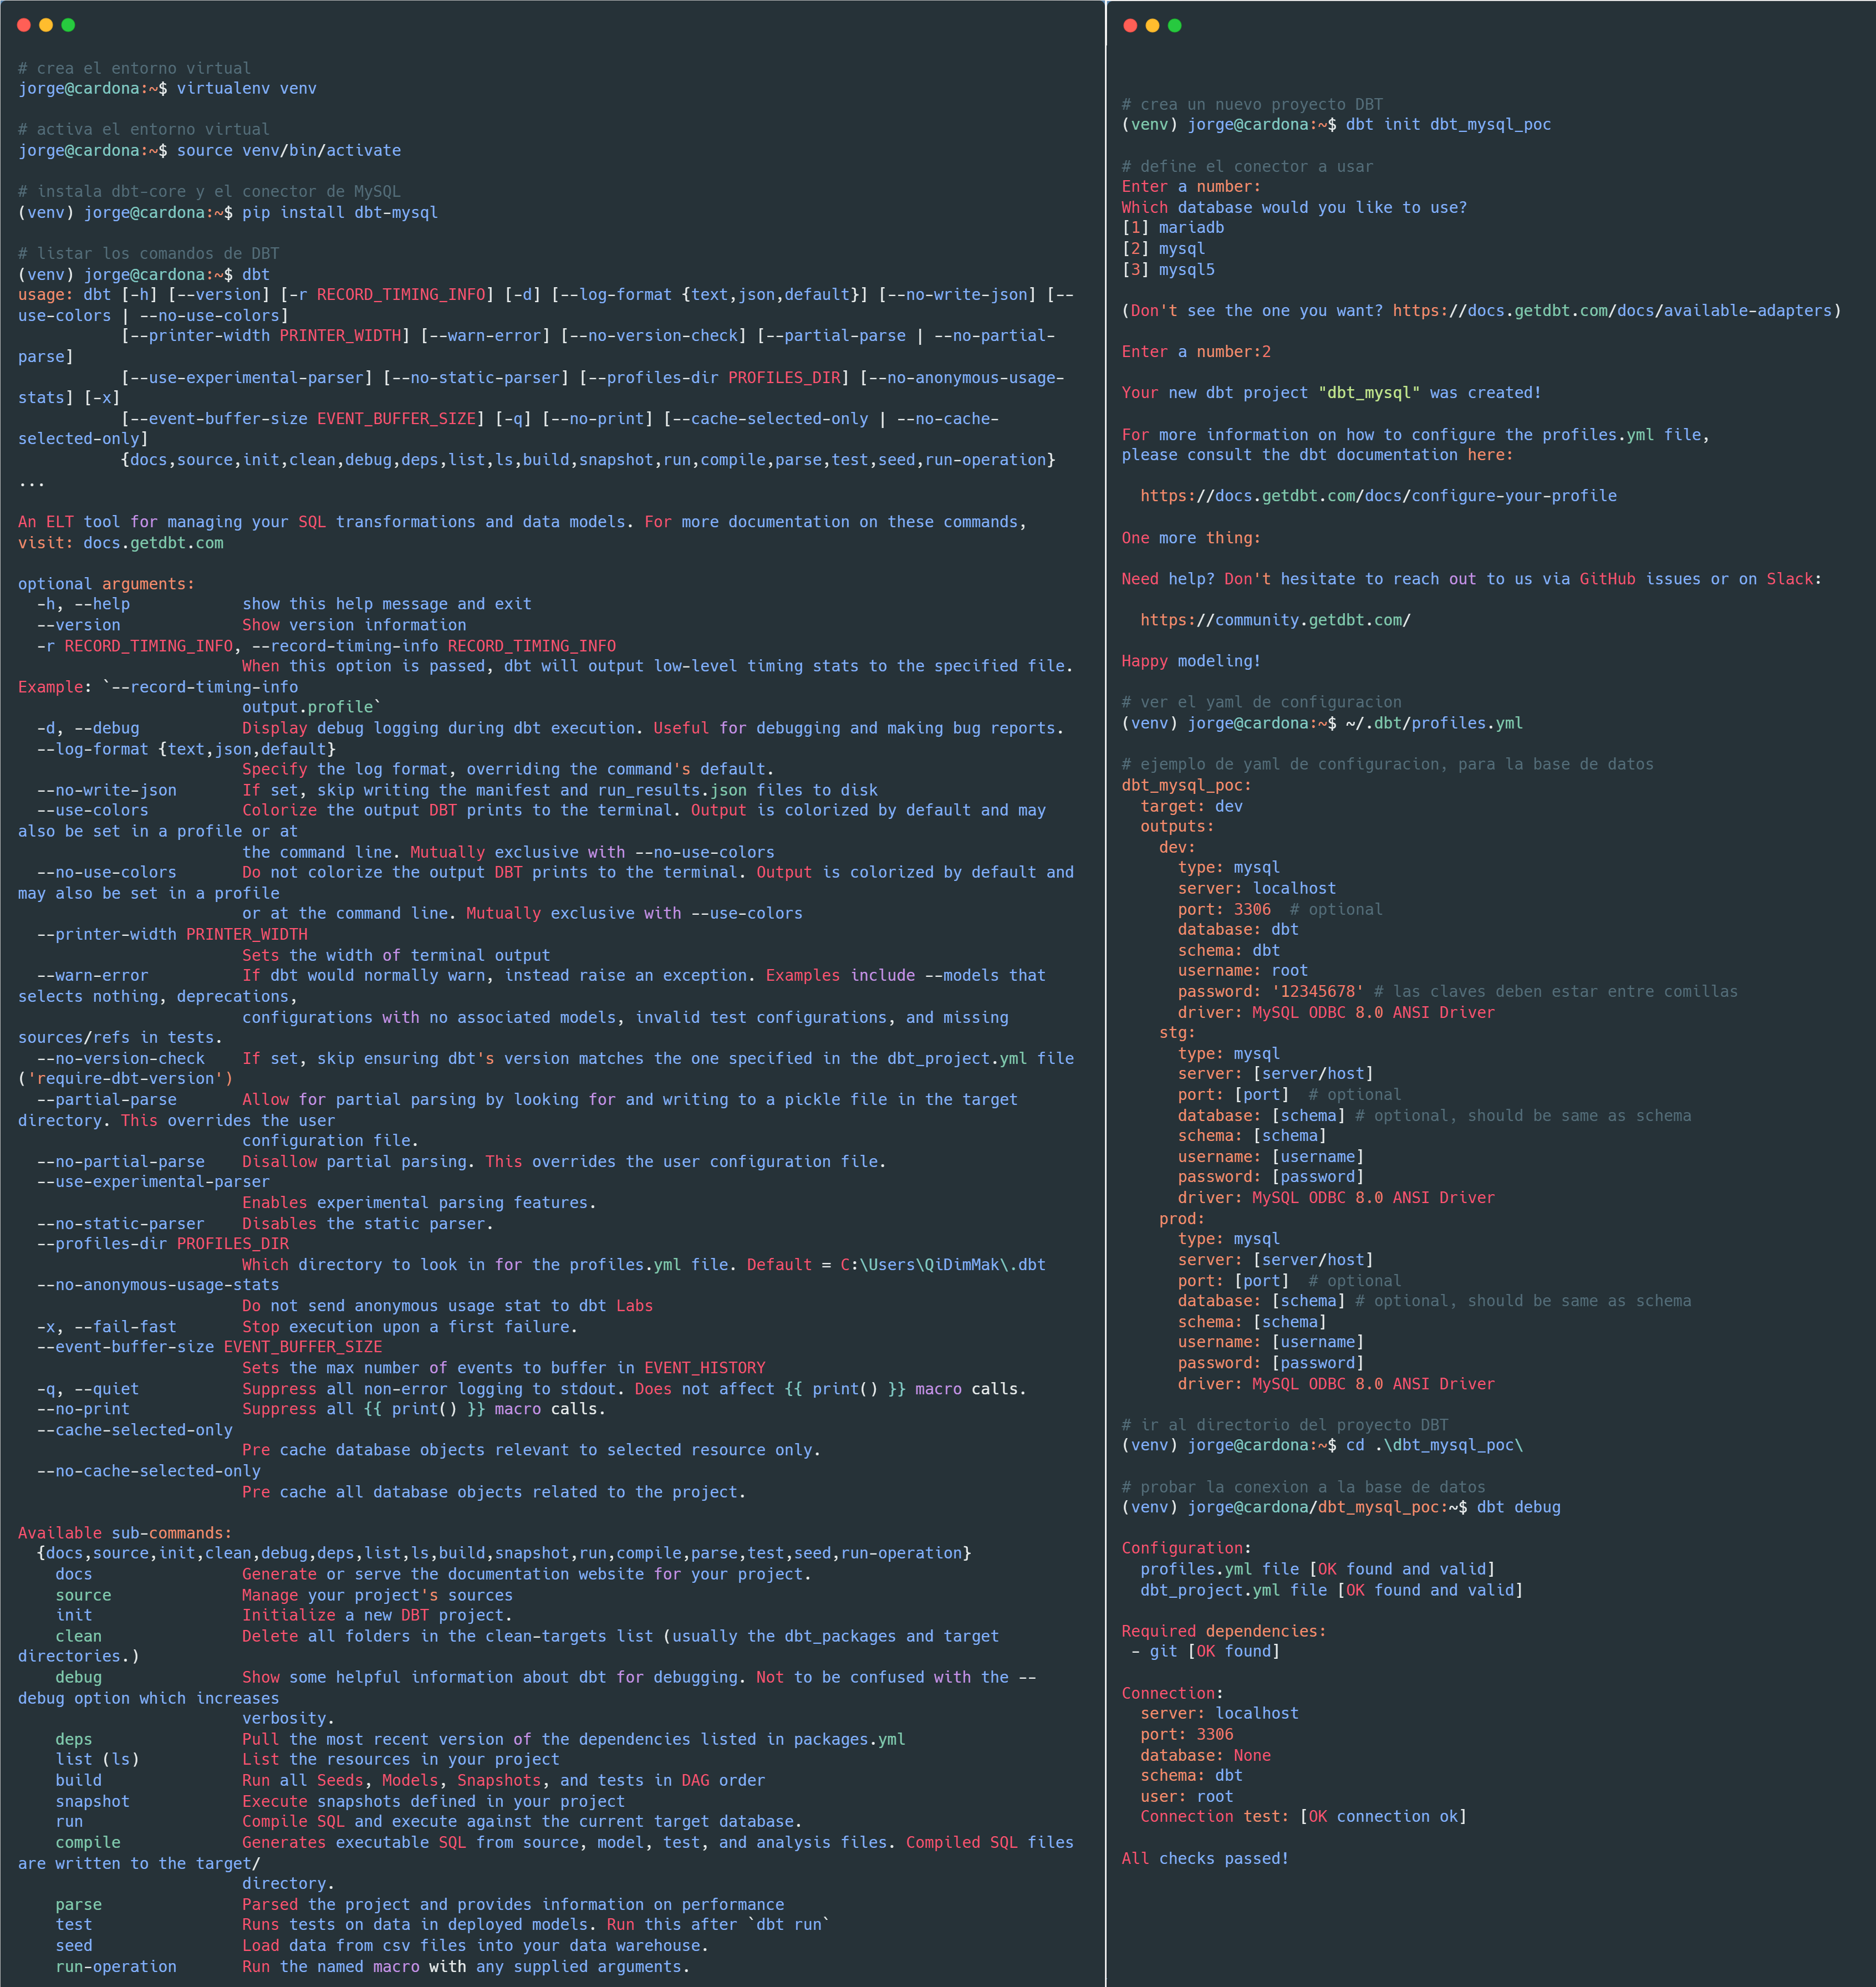 # crea el entorno virtual
jorge@cardona:~$ virtualenv venv

# activa el entorno virtual
jorge@cardona:~$ source venv/bin/activate

# instala dbt-core y el conector de MySQL
(venv) jorge@cardona:~$ pip install dbt-mysql

# listar los comandos de DBT
(venv) jorge@cardona:~$ dbt
usage: dbt [-h] [--version] [-r RECORD_TIMING_INFO] [-d] [--log-format {text,json,default}] [--no-write-json] [--
use-colors | --no-use-colors]
           [--printer-width PRINTER_WIDTH] [--warn-error] [--no-version-check] [--partial-parse | --no-partial-
parse]
           [--use-experimental-parser] [--no-static-parser] [--profiles-dir PROFILES_DIR] [--no-anonymous-usage-
stats] [-x]
           [--event-buffer-size EVENT_BUFFER_SIZE] [-q] [--no-print] [--cache-selected-only | --no-cache-
selected-only]
           {docs,source,init,clean,debug,deps,list,ls,build,snapshot,run,compile,parse,test,seed,run-operation}
...

An ELT tool for managing your SQL transformations and data models. For more documentation on these commands,
visit: docs.getdbt.com

optional arguments:
  -h, --help            show this help message and exit
  --version             Show version information
  -r RECORD_TIMING_INFO, --record-timing-info RECORD_TIMING_INFO
                        When this option is passed, dbt will output low-level timing stats to the specified file.
Example: `--record-timing-info
                        output.profile`
  -d, --debug           Display debug logging during dbt execution. Useful for debugging and making bug reports.
  --log-format {text,json,default}
                        Specify the log format, overriding the command's default.
  --no-write-json       If set, skip writing the manifest and run_results.json files to disk
  --use-colors          Colorize the output DBT prints to the terminal. Output is colorized by default and may
also be set in a profile or at
                        the command line. Mutually exclusive with --no-use-colors
  --no-use-colors       Do not colorize the output DBT prints to the terminal. Output is colorized by default and
may also be set in a profile
                        or at the command line. Mutually exclusive with --use-colors
  --printer-width PRINTER_WIDTH
                        Sets the width of terminal output
  --warn-error          If dbt would normally warn, instead raise an exception. Examples include --models that
selects nothing, deprecations,
                        configurations with no associated models, invalid test configurations, and missing
sources/refs in tests.
  --no-version-check    If set, skip ensuring dbt's version matches the one specified in the dbt_project.yml file
('require-dbt-version')
  --partial-parse       Allow for partial parsing by looking for and writing to a pickle file in the target
directory. This overrides the user
                        configuration file.
  --no-partial-parse    Disallow partial parsing. This overrides the user configuration file.
  --use-experimental-parser
                        Enables experimental parsing features.
  --no-static-parser    Disables the static parser.
  --profiles-dir PROFILES_DIR
                        Which directory to look in for the profiles.yml file. Default = C:\Users\QiDimMak\.dbt
  --no-anonymous-usage-stats
                        Do not send anonymous usage stat to dbt Labs
  -x, --fail-fast       Stop execution upon a first failure.
  --event-buffer-size EVENT_BUFFER_SIZE
                        Sets the max number of events to buffer in EVENT_HISTORY
  -q, --quiet           Suppress all non-error logging to stdout. Does not affect {{ print() }} macro calls.
  --no-print            Suppress all {{ print() }} macro calls.
  --cache-selected-only
                        Pre cache database objects relevant to selected resource only.
  --no-cache-selected-only
                        Pre cache all database objects related to the project.

Available sub-commands:
  {docs,source,init,clean,debug,deps,list,ls,build,snapshot,run,compile,parse,test,seed,run-operation}
    docs                Generate or serve the documentation website for your project.
    source              Manage your project's sources
    init                Initialize a new DBT project.
    clean               Delete all folders in the clean-targets list (usually the dbt_packages and target
directories.)
    debug               Show some helpful information about dbt for debugging. Not to be confused with the --
debug option which increases
                        verbosity.
    deps                Pull the most recent version of the dependencies listed in packages.yml
    list (ls)           List the resources in your project
    build               Run all Seeds, Models, Snapshots, and tests in DAG order
    snapshot            Execute snapshots defined in your project
    run                 Compile SQL and execute against the current target database.
    compile             Generates executable SQL from source, model, test, and analysis files. Compiled SQL files
are written to the target/
                        directory.
    parse               Parsed the project and provides information on performance
    test                Runs tests on data in deployed models. Run this after `dbt run`
    seed                Load data from csv files into your data warehouse.
    run-operation       Run the named macro with any supplied arguments.

# crea un nuevo proyecto DBT
(venv) jorge@cardona:~$ dbt init dbt_mysql_poc

# define el conector a usar
Enter a number:
Which database would you like to use?
[1] mariadb
[2] mysql
[3] mysql5

(Don't see the one you want? https://docs.getdbt.com/docs/available-adapters)

Enter a number:2

Your new dbt project "dbt_mysql" was created!

For more information on how to configure the profiles.yml file,
please consult the dbt documentation here:

  https://docs.getdbt.com/docs/configure-your-profile

One more thing:

Need help? Don't hesitate to reach out to us via GitHub issues or on Slack:

  https://community.getdbt.com/

Happy modeling!

# ver el yaml de configuracion
(venv) jorge@cardona:~$ ~/.dbt/profiles.yml

# ejemplo de yaml de configuracion, para la base de datos
dbt_mysql_poc:
  target: dev
  outputs:
    dev:
      type: mysql
      server: localhost
      port: 3306  # optional
      database: dbt
      schema: dbt
      username: root
      password: '12345678' # las claves deben estar entre comillas
      driver: MySQL ODBC 8.0 ANSI Driver
    stg:
      type: mysql
      server: [server/host]
      port: [port]  # optional
      database: [schema] # optional, should be same as schema
      schema: [schema]
      username: [username]
      password: [password]
      driver: MySQL ODBC 8.0 ANSI Driver
    prod:
      type: mysql
      server: [server/host]
      port: [port]  # optional
      database: [schema] # optional, should be same as schema
      schema: [schema]
      username: [username]
      password: [password]
      driver: MySQL ODBC 8.0 ANSI Driver

# ir al directorio del proyecto DBT
(venv) jorge@cardona:~$ cd .\dbt_mysql_poc\

# probar la conexion a la base de datos
(venv) jorge@cardona/dbt_mysql_poc:~$ dbt debug

Configuration:
  profiles.yml file [OK found and valid]
  dbt_project.yml file [OK found and valid]

Required dependencies:
 - git [OK found]

Connection:
  server: localhost
  port: 3306
  database: None
  schema: dbt
  user: root
  Connection test: [OK connection ok]

All checks passed!